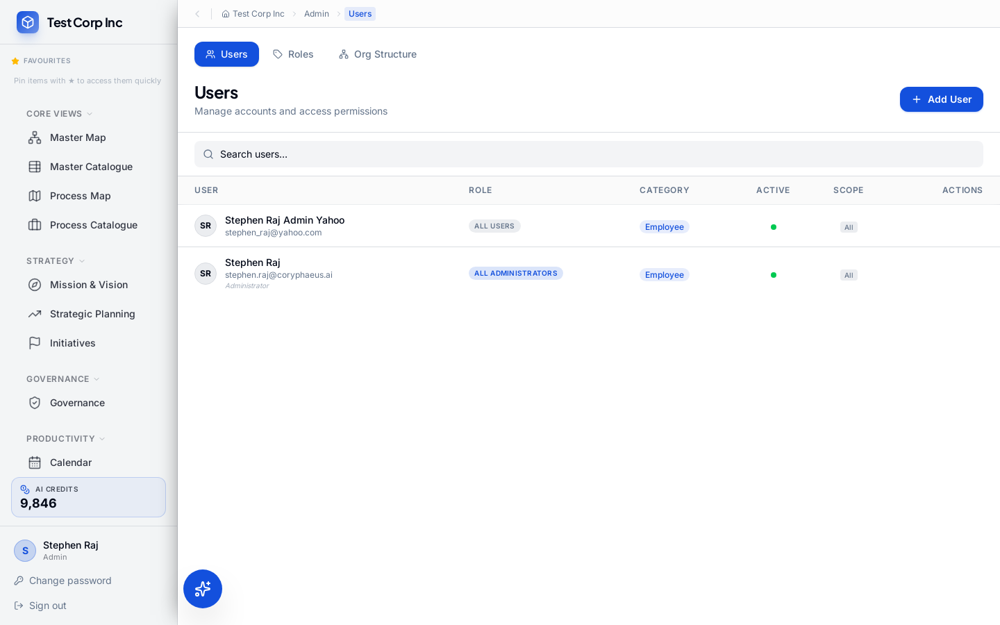 Test Corp Inc
FAVOURITES
Pin items with ★ to access them quickly
CORE VIEWS
Master Map
Master Catalogue
Process Map
Process Catalogue
STRATEGY
Mission & Vision
Strategic Planning
Initiatives
GOVERNANCE
Governance
PRODUCTIVITY
Calendar
AI CREDITS
9,846
S
Stephen Raj
Admin
Change password
Sign out
Test Corp Inc Admin Users
Users Roles Org Structure
Users
Manage accounts and access permissions
Add User
Search users...
USER ROLE CATEGORY ACTIVE SCOPE ACTIONS
SR Stephen Raj Admin Yahoo
stephen_raj@yahoo.com
ALL USERS Employee All
SR Stephen Raj
stephen.raj@coryphaeus.ai
Administrator
ALL ADMINISTRATORS Employee All